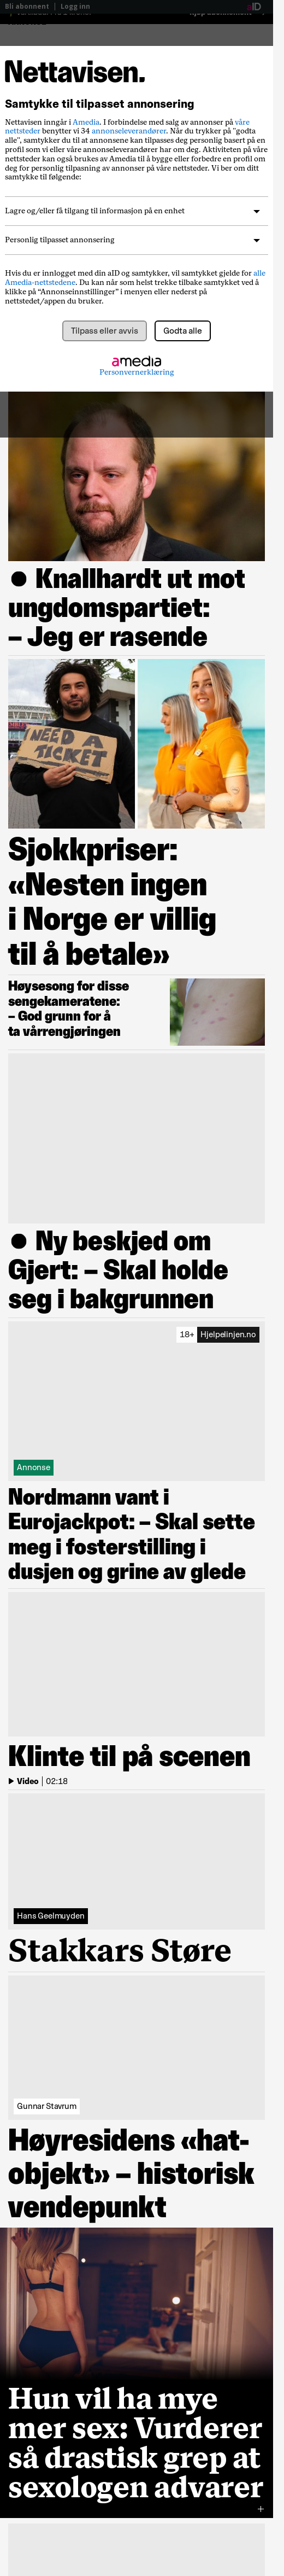 Bli abonnent | Logg inn
aID
Nettavisen.
Samtykke til tilpasset annonsering
Nettavisen inngår i Amedia. I forbindelse med salg av annonser på våre
nettsteder benytter vi 34 annonseleverandører. Når du trykker på "godta
alle", samtykker du til at annonsene kan tilpasses deg personlig basert på en
profil som vi eller våre annonseleverandører har om deg. Aktiviteten på våre
nettsteder kan også brukes av Amedia til å bygge eller forbedre en profil om
deg for personlig tilpasning av annonser på våre nettsteder. Vi ber om ditt
samtykke til følgende:
Lagre og/eller få tilgang til informasjon på en enhet
Personlig tilpasset annonsering
Hvis du er innlogget med din aID og samtykker, vil samtykket gjelde for alle
Amedia-nettstedene. Du kan når som helst trekke tilbake samtykket ved å
klikke på “Annonseinnstillinger” i menyen eller nederst på
nettstedet/appen du bruker.
Tilpass eller avvis
Godta alle
amedia
Personvernerklæring
● Knallhardt ut mot
ungdomspartiet:
– Jeg er rasende
I NEED A
TICKET
Sjokkpriser:
«Nesten ingen
i Norge er villig
til å betale»
Høysesong for disse
sengekameratene:
– God grunn for å
ta vårrengjøringen
● Ny beskjed om
Gjert: – Skal holde
seg i bakgrunnen
18+ Hjelpelinjen.no
Annonse
Nordmann vant i
Eurojackpot: – Skal sette
meg i fosterstilling i
dusjen og grine av glede
Klinte til på scenen
Video | 02:18
Hans Geelmuyden
Stakkars Støre
Gunnar Stavrum
Høyresidens «hat-
objekt» – historisk
vendepunkt
Hun vil ha mye
mer sex: Vurderer
så drastisk grep at
sexologen advarer